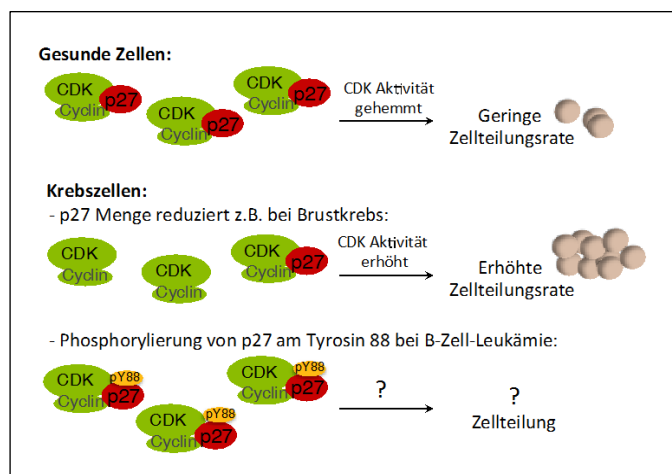 Gesunde Zellen:
CDK
Cyclin
p27
CDK
Cyclin
p27
CDK
Cyclin
p27
CDK Aktivität
gehemmt
Geringe
Zellteilungsrate
Krebszellen:
- p27 Menge reduziert z.B. bei Brustkrebs:
CDK
Cyclin
CDK
Cyclin
CDK
Cyclin
p27
CDK Aktivität
erhöht
Erhöhte
Zellteilungsrate
- Phosphorylierung von p27 am Tyrosin 88 bei B-Zell-Leukämie:
CDK
pY88
Cyclin
p27
CDK
pY88
Cyclin
p27
CDK
pY88
Cyclin
p27
?
?
Zellteilung